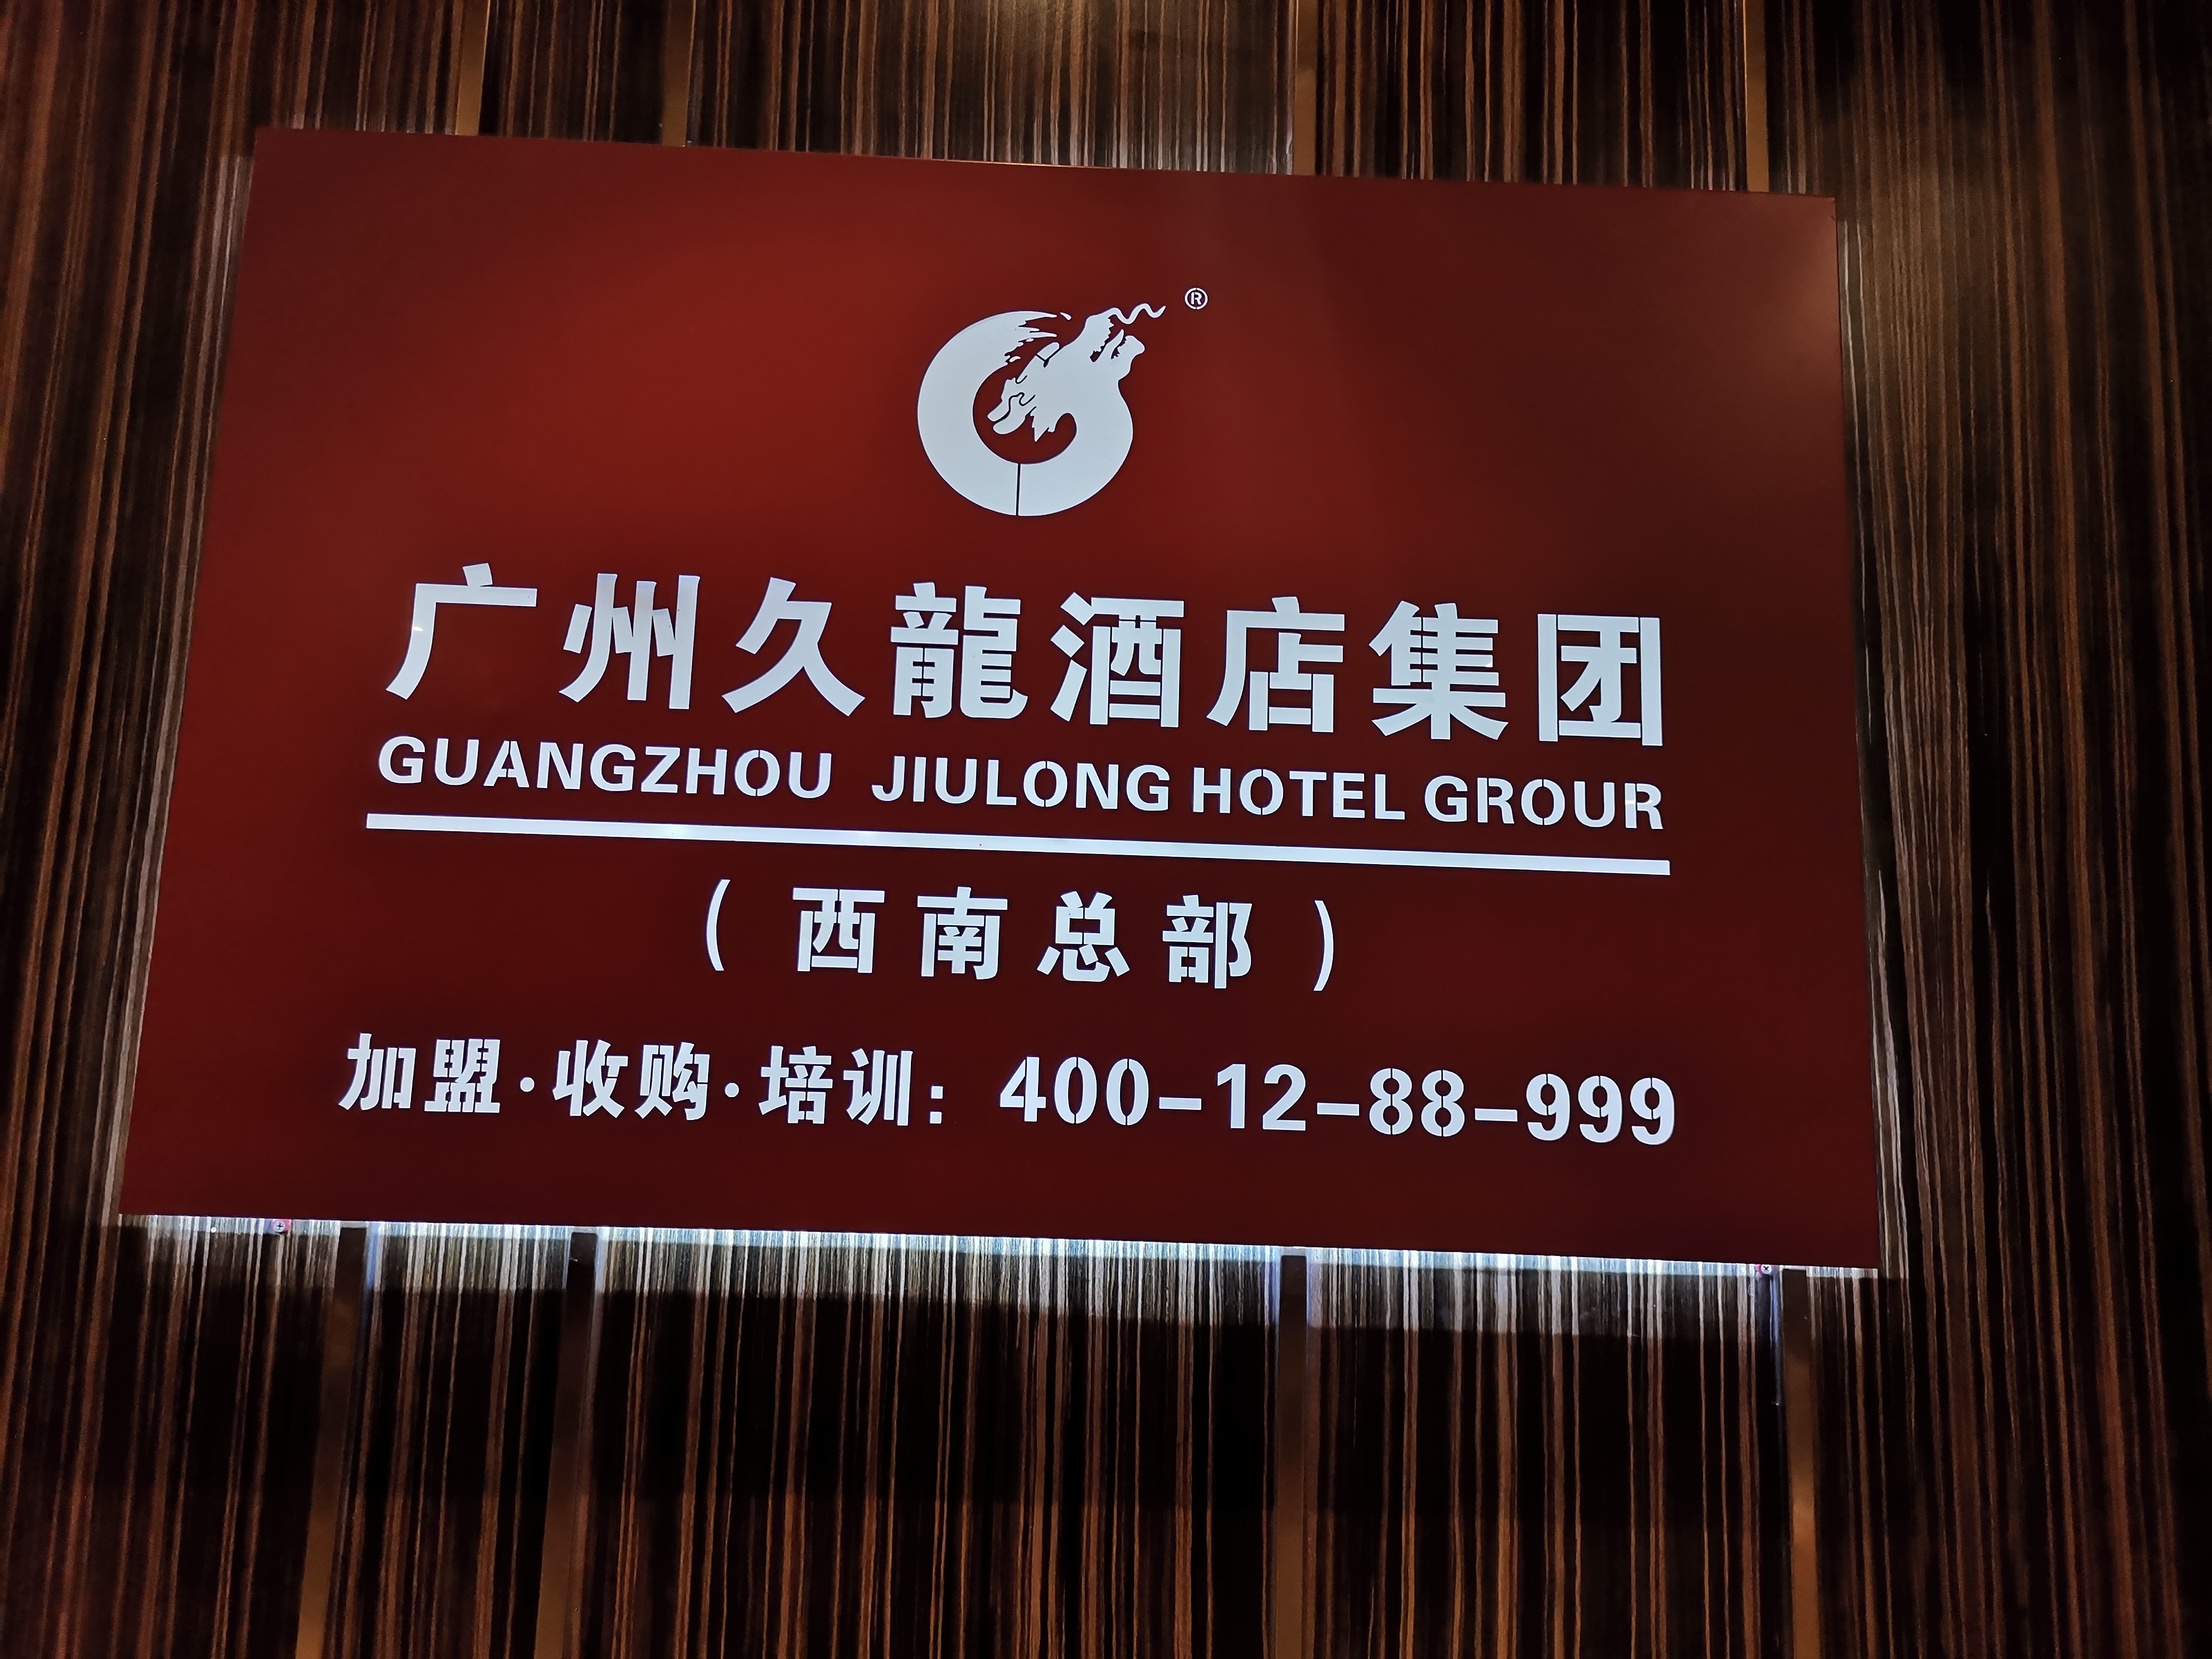 ®
广州久龍酒店集团
GUANGZHOU JIULONG HOTEL GROUR
(西南总部)
加盟·收购·培训：400-12-88-999